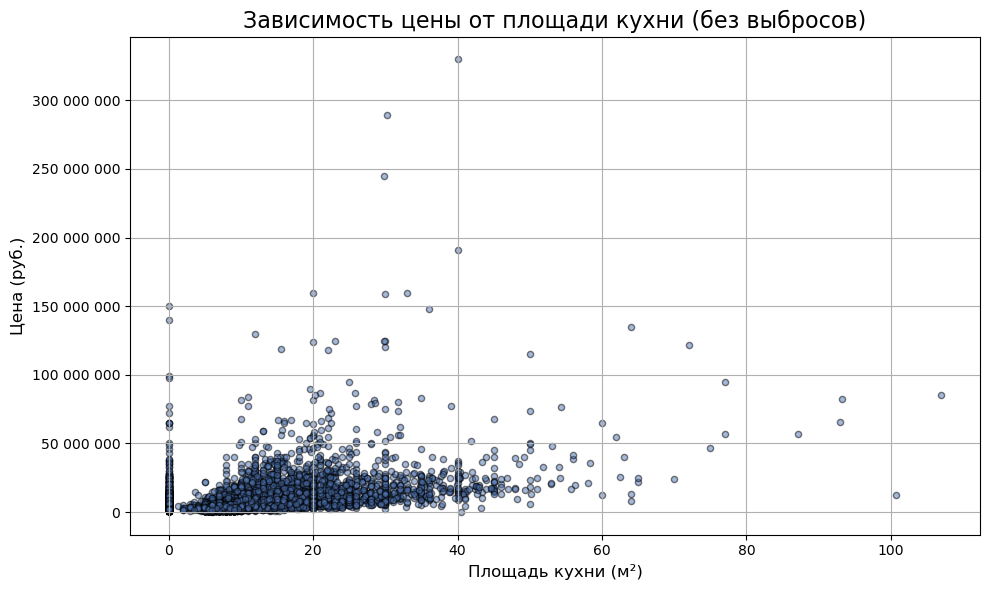 Зависимость цены от площади кухни (без выбросов)
Цена (руб.)
300 000 000
250 000 000
200 000 000
150 000 000
100 000 000
50 000 000
0
0 20 40 60 80 100
Площадь кухни (м²)